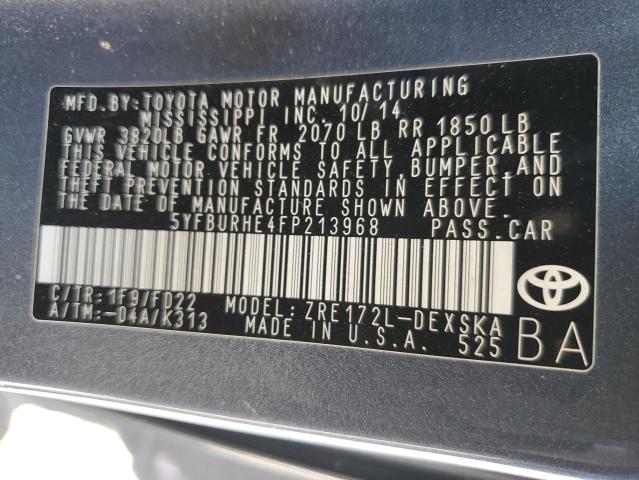 MFD. BY: TOYOTA MOTOR MANUFACTURING
MISSISSIPPI INC. 10/14
GVWR 3820LB GAWR FR 2070 LB RR 1850 LB
THIS VEHICLE CONFORMS TO ALL APPLICABLE
FEDERAL MOTOR VEHICLE SAFETY, BUMPER, AND
THEFT PREVENTION STANDARDS IN EFFECT ON
THE DATE OF MANUFACTURE SHOWN ABOVE.
5YFBURHE4FP213968 PASS. CAR
C/TR: 1F9/FD22 MODEL: ZRE172L-DEXSKA
A/TM: -04A/K313 MADE IN U.S.A. 525
BA